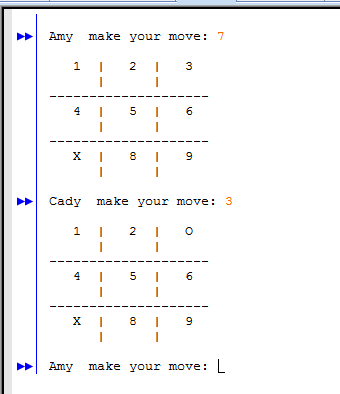 Amy  make your move: 7
1 | 2 | 3
| |
--------------------
4 | 5 | 6
| |
--------------------
X | 8 | 9
| |
Cady  make your move: 3
1 | 2 | O
| |
--------------------
4 | 5 | 6
| |
--------------------
X | 8 | 9
| |
Amy  make your move: